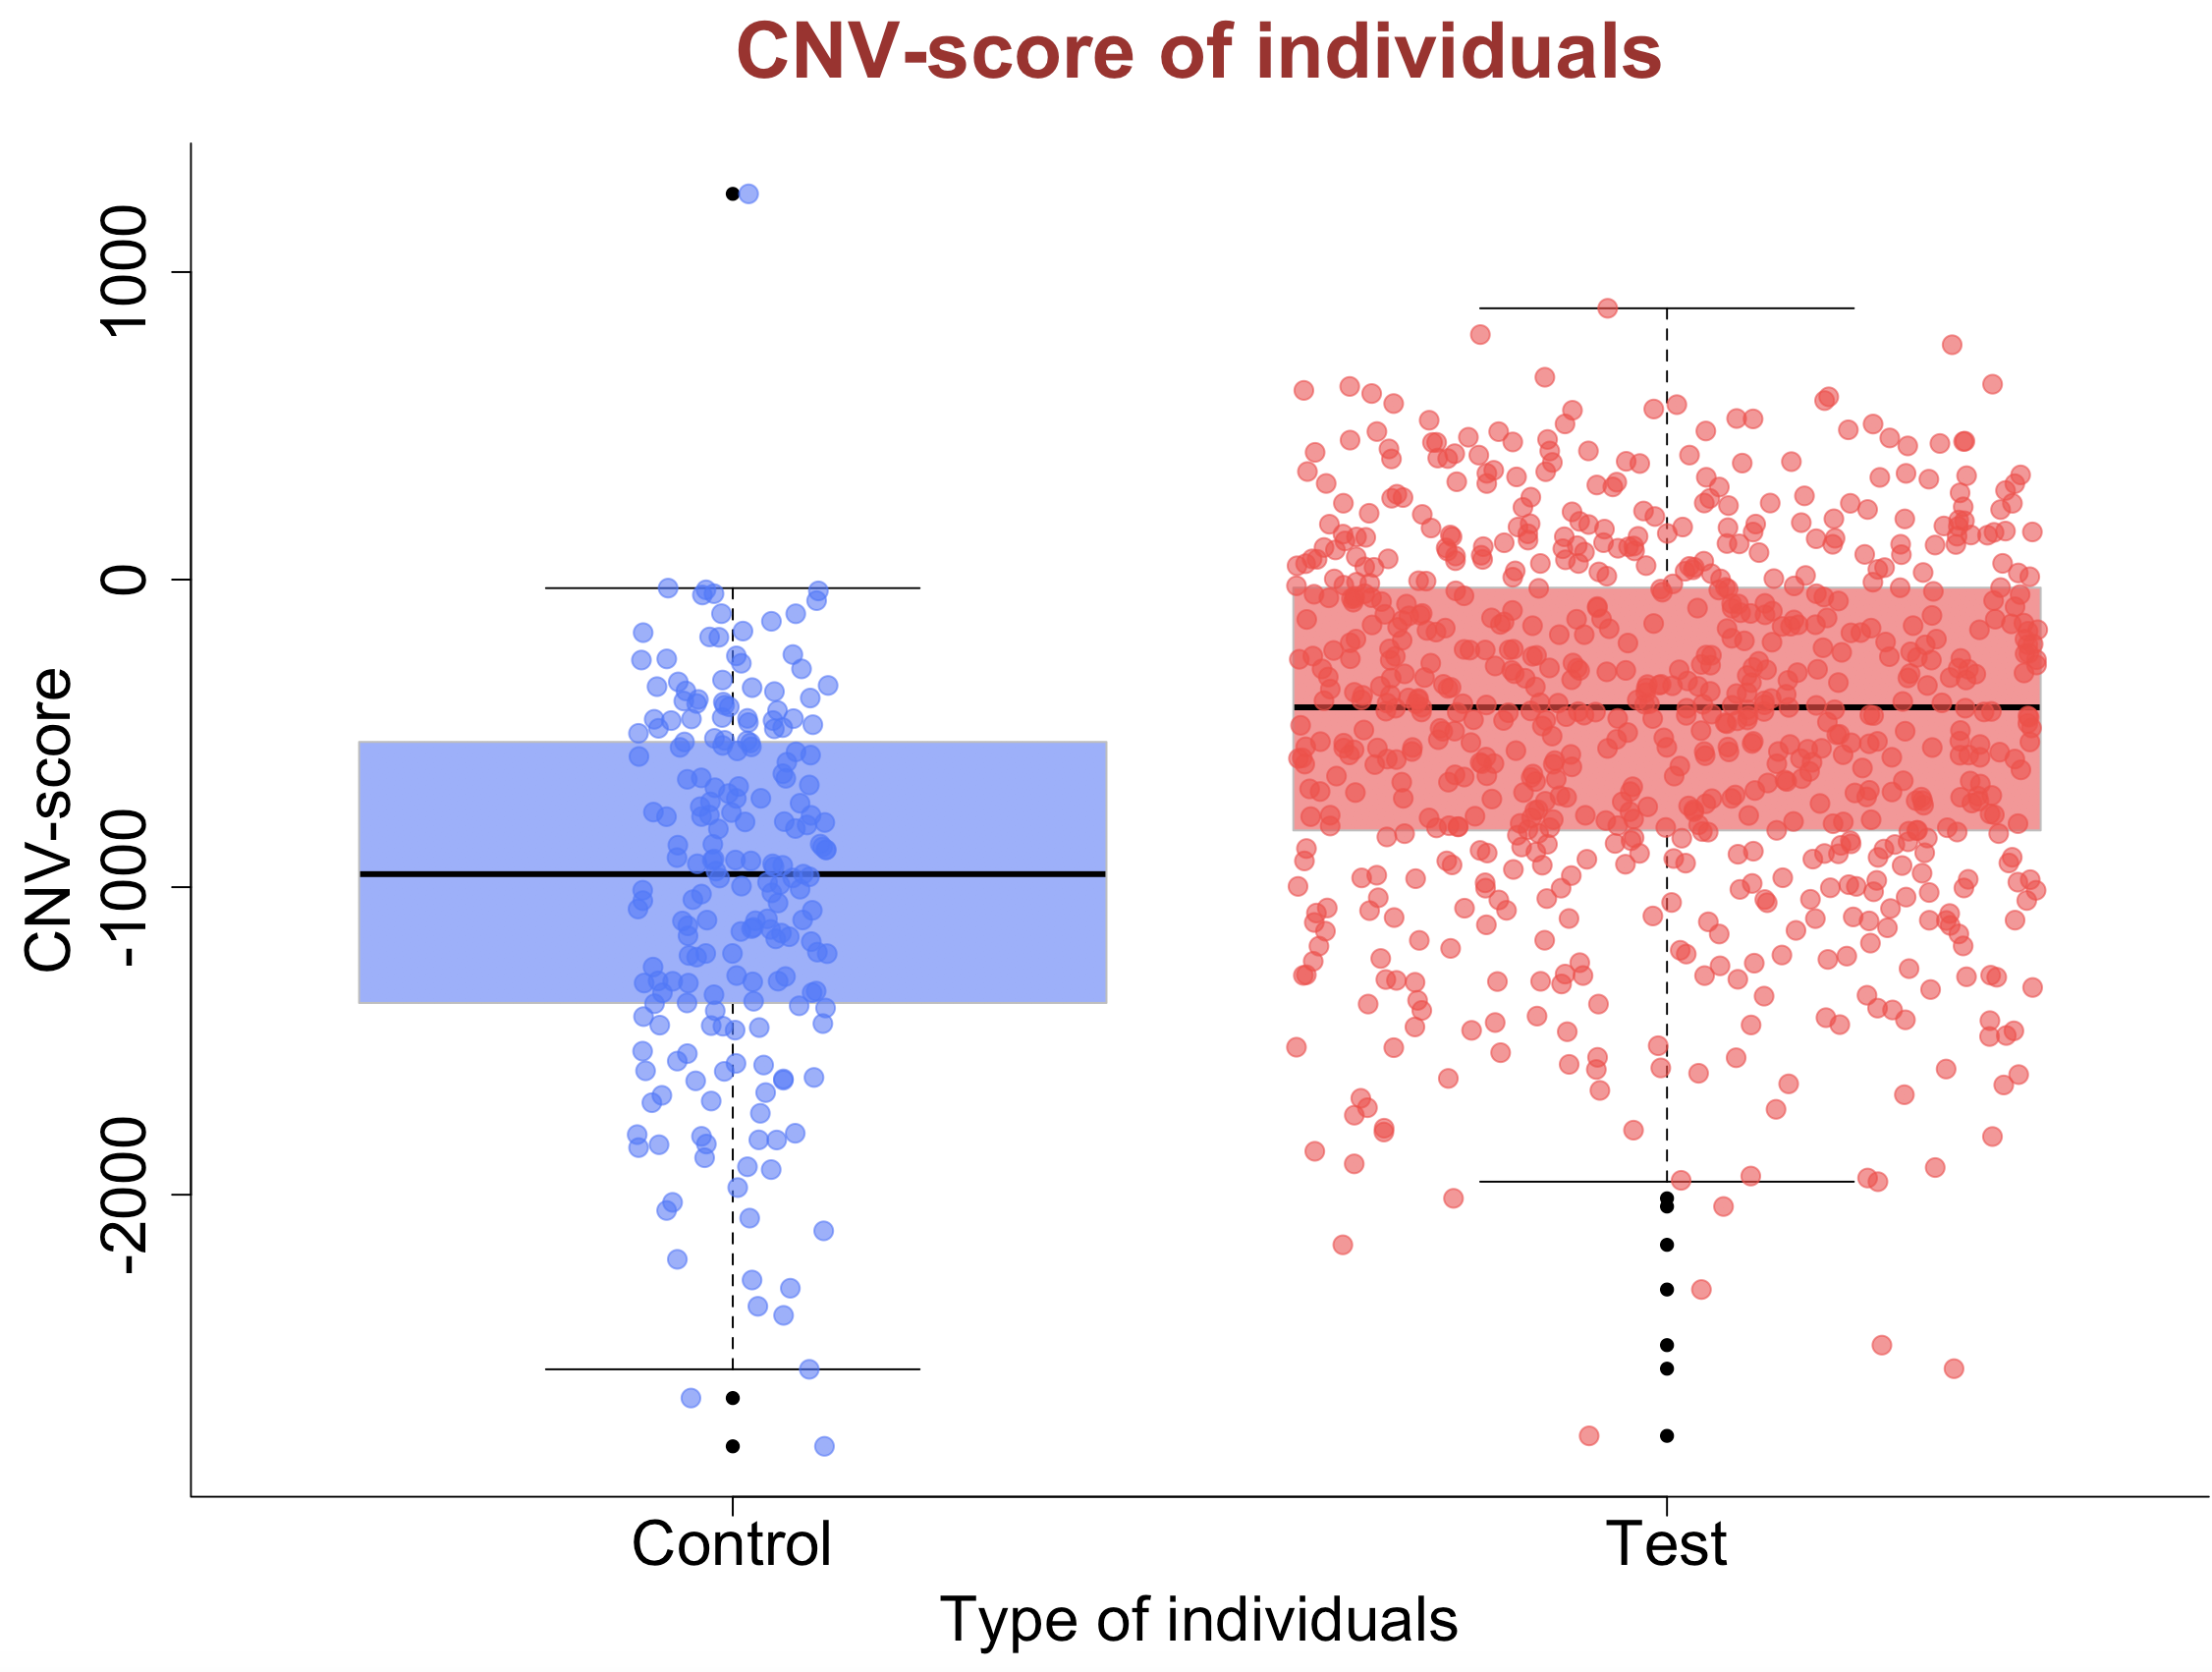 CNV-score of individuals
CNV-score
1000
0
-1000
-2000
Control
Test
Type of individuals